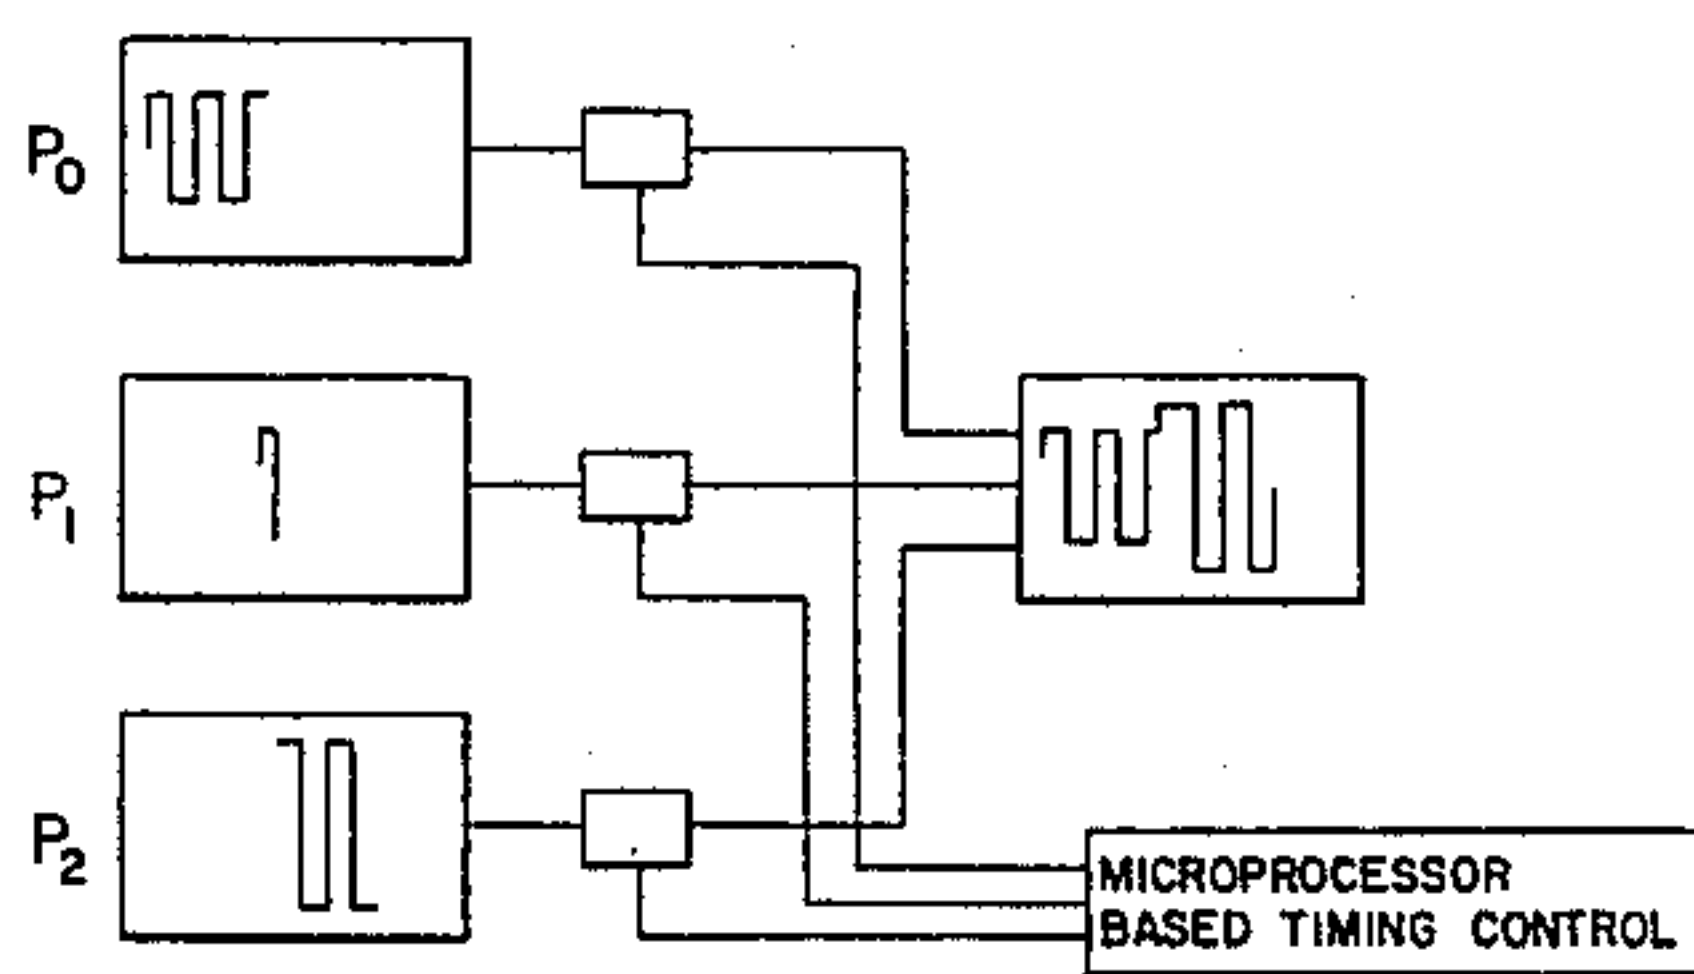 P0
P1
P2
MICROPROCESSOR
BASED TIMING CONTROL